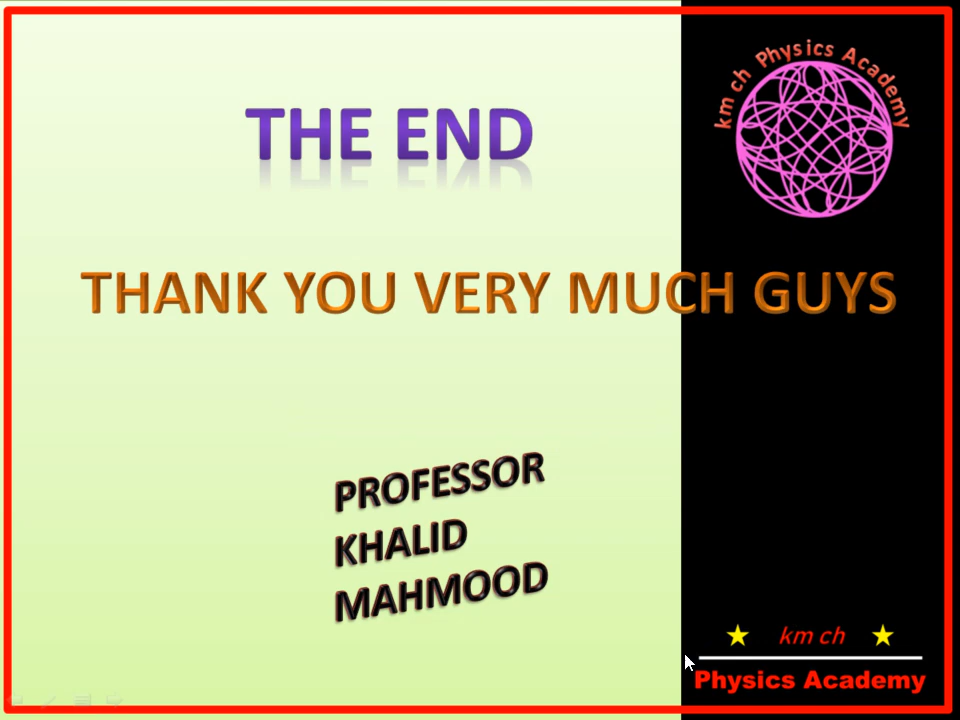 km ch Physics Academy
THE END
THANK YOU VERY MUCH GUYS
PROFESSOR
KHALID
MAHMOOD
km ch
Physics Academy